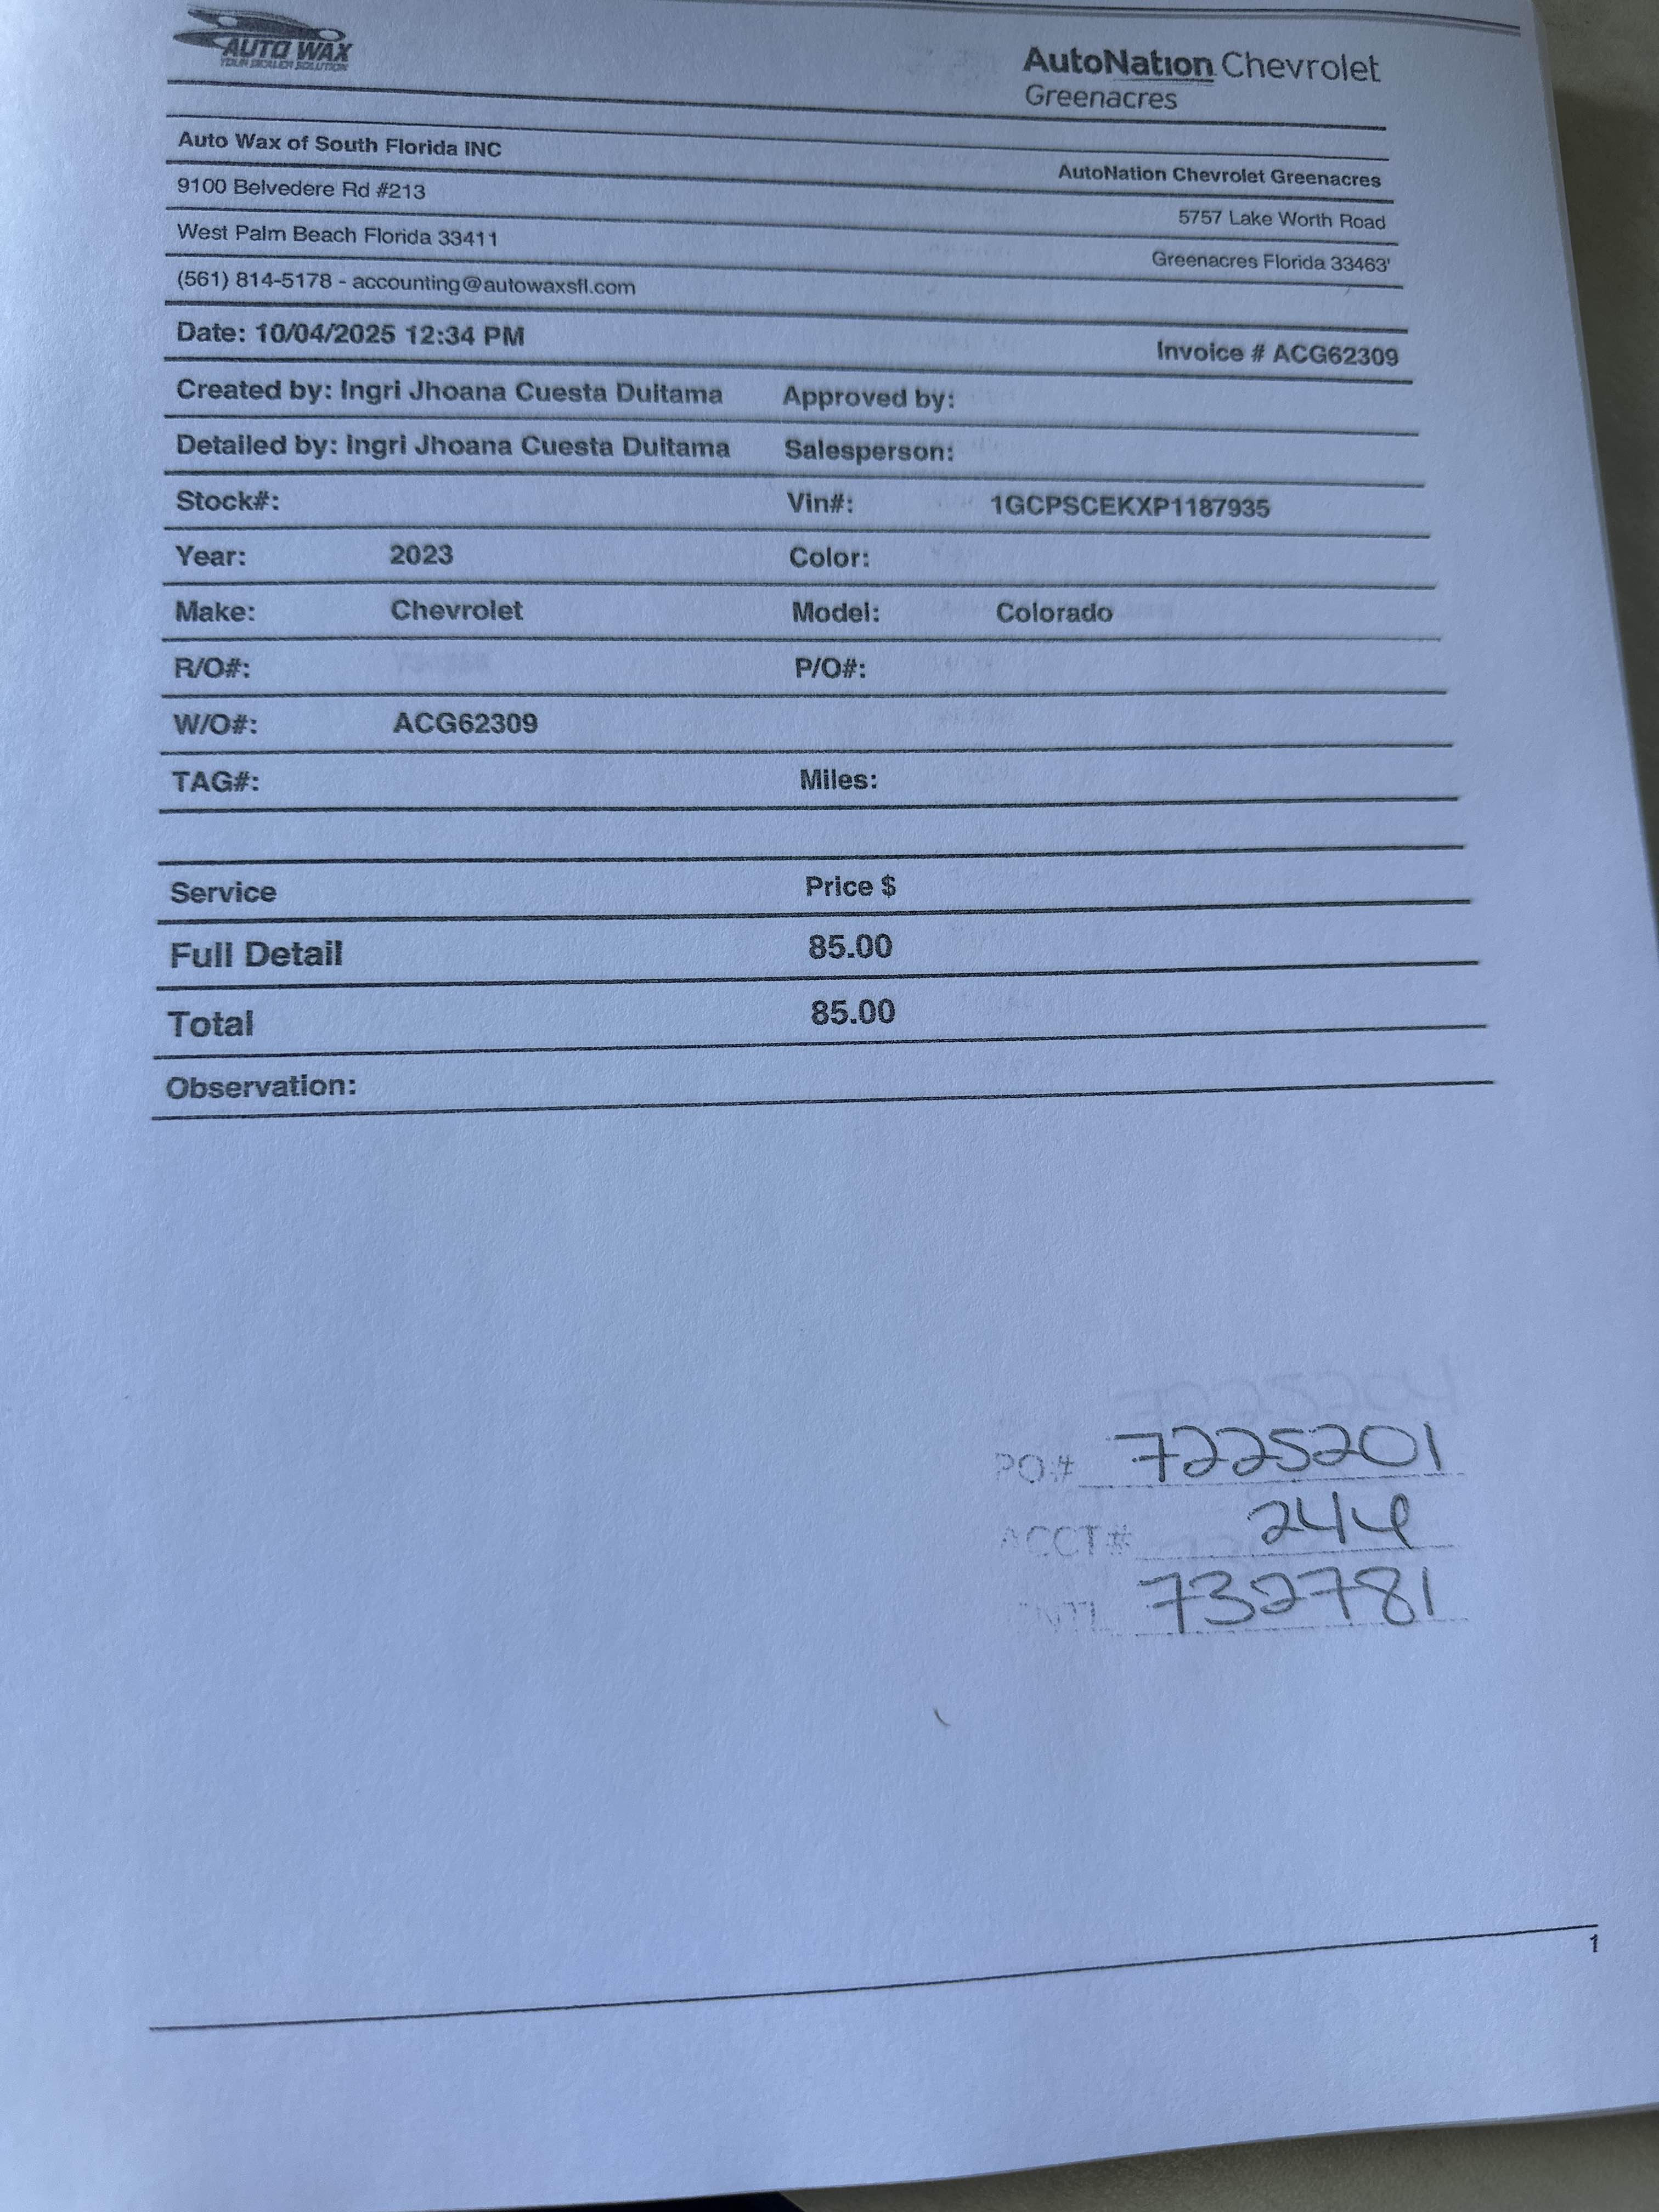 AUTO WAX
YOUR DEALER SOLUTION
AutoNation Chevrolet
Greenacres
Auto Wax of South Florida INC
AutoNation Chevrolet Greenacres
9100 Belvedere Rd #213
5757 Lake Worth Road
West Palm Beach Florida 33411
Greenacres Florida 33463'
(561) 814-5178 - accounting@autowaxsfl.com
Date: 10/04/2025 12:34 PM
Invoice # ACG62309
Created by: Ingri Jhoana Cuesta Duitama Approved by:
Detailed by: Ingri Jhoana Cuesta Duitama Salesperson:
Stock#: Vin#: 1GCPSCEKXP1187935
Year: 2023 Color:
Make: Chevrolet Model: Colorado
R/O#: P/O#:
W/O#: ACG62309
TAG#: Miles:
Service Price $
Full Detail 85.00
Total 85.00
Observation:
PO# 7225201
ACCT# 244
CNTL 732781
1